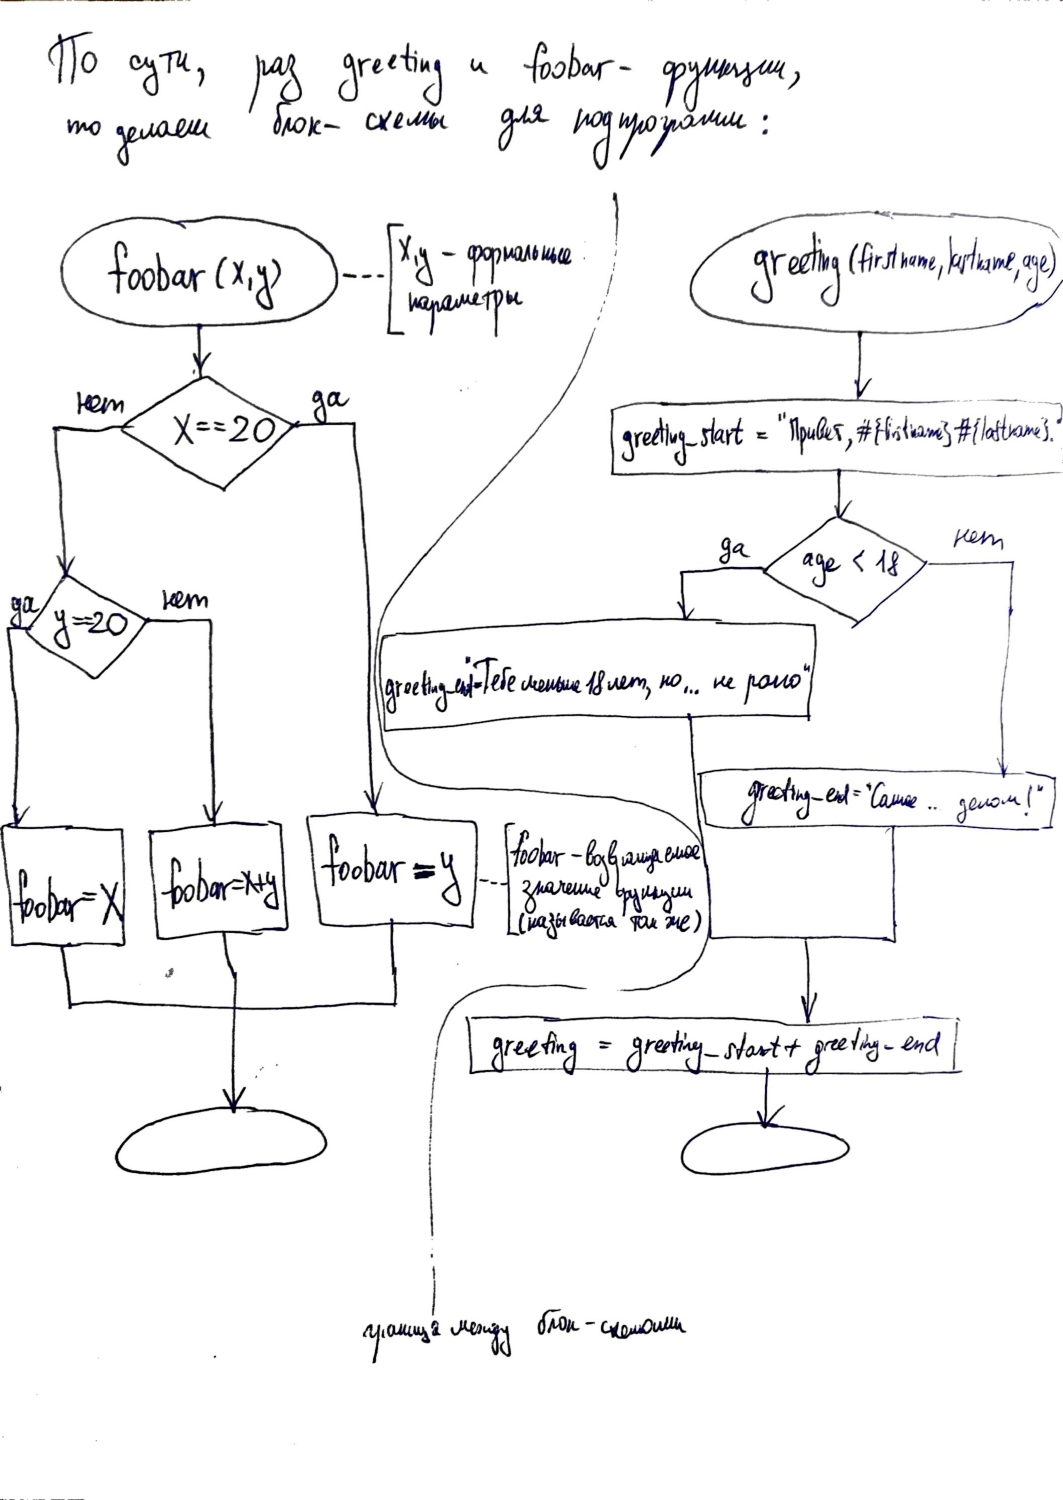 По сути, раз greeting и foobar - функции,
то делаем блок-схемы для подпрограмм:
foobar (x,y)
x,y - формальные
параметры
нет
X==20
да
да
y==20
нет
foobar=X
foobar=x+y
foobar=y
foobar - возвращаемое
значение функции
(называется так же)
greeting (firstname, lastname, age)
greeting_start = "Привет, #{firstname} #{lastname}."
да
age < 18
нет
greeting_end="Тебе меньше 18 лет, но... не рано"
greeting_end="Самое .. делом!"
greeting = greeting_start + greeting_end
граница между блок-схемами